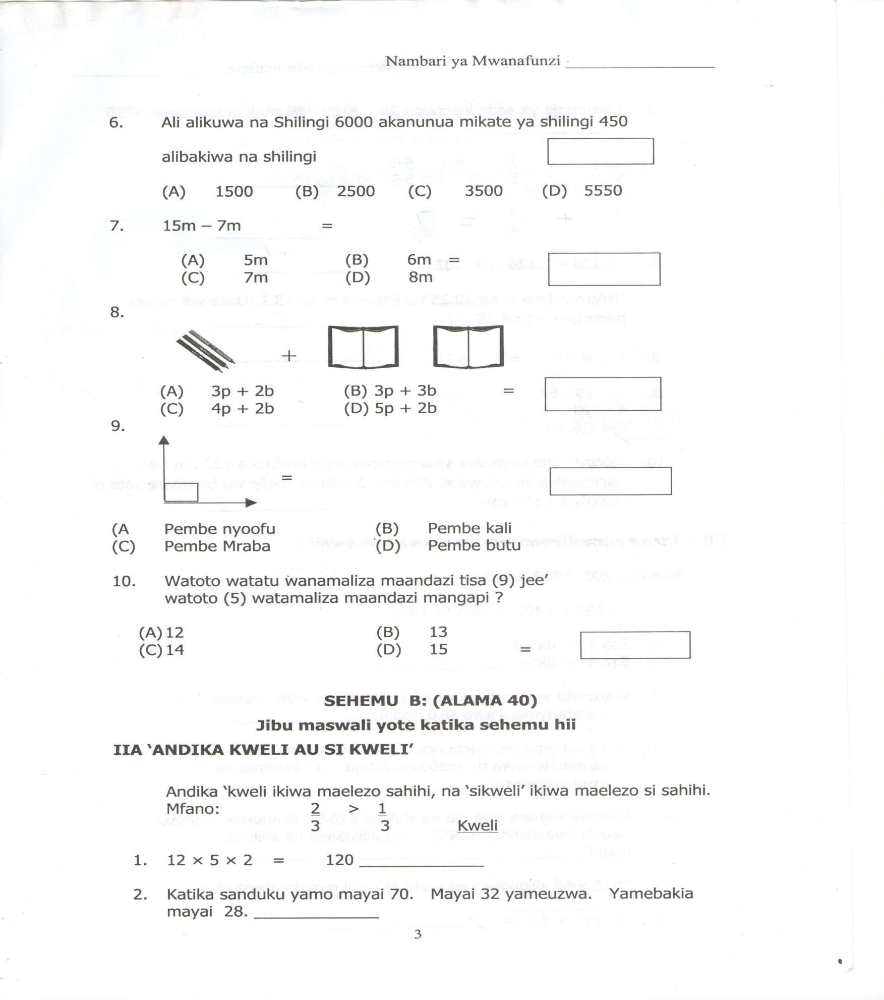 Nambari ya Mwanafunzi
6. Ali alikuwa na Shilingi 6000 akanunua mikate ya shilingi 450
alibakiwa na shilingi
(A) 1500 (B) 2500 (C) 3500 (D) 5550
7. 15m – 7m =
(A) 5m (B) 6m =
(C) 7m (D) 8m
8.
+
(A) 3p + 2b (B) 3p + 3b =
(C) 4p + 2b (D) 5p + 2b
9.
=
(A Pembe nyoofu (B) Pembe kali
(C) Pembe Mraba (D) Pembe butu
10. Watoto watatu wanamaliza maandazi tisa (9) jee’
watoto (5) watamaliza maandazi mangapi ?
(A) 12 (B) 13
(C) 14 (D) 15 =
SEHEMU B: (ALAMA 40)
Jibu maswali yote katika sehemu hii
IIA ‘ANDIKA KWELI AU SI KWELI’
Andika ‘kweli ikiwa maelezo sahihi, na ‘sikweli’ ikiwa maelezo si sahihi.
Mfano: 2/3 > 1/3 Kweli
1. 12 × 5 × 2 = 120
2. Katika sanduku yamo mayai 70. Mayai 32 yameuzwa. Yamebakia
mayai 28.
3